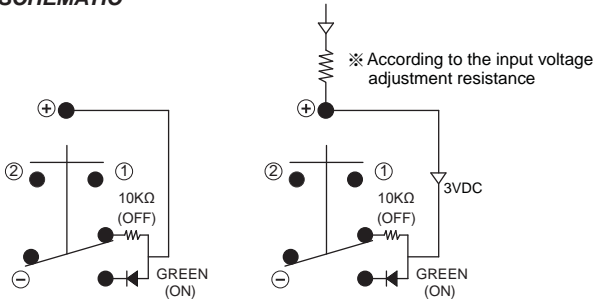 SCHEMATIC
※ According to the input voltage
adjustment resistance
+
② ①
10KΩ
(OFF)
−
GREEN
(ON)
+
② ①
3VDC
10KΩ
(OFF)
−
GREEN
(ON)